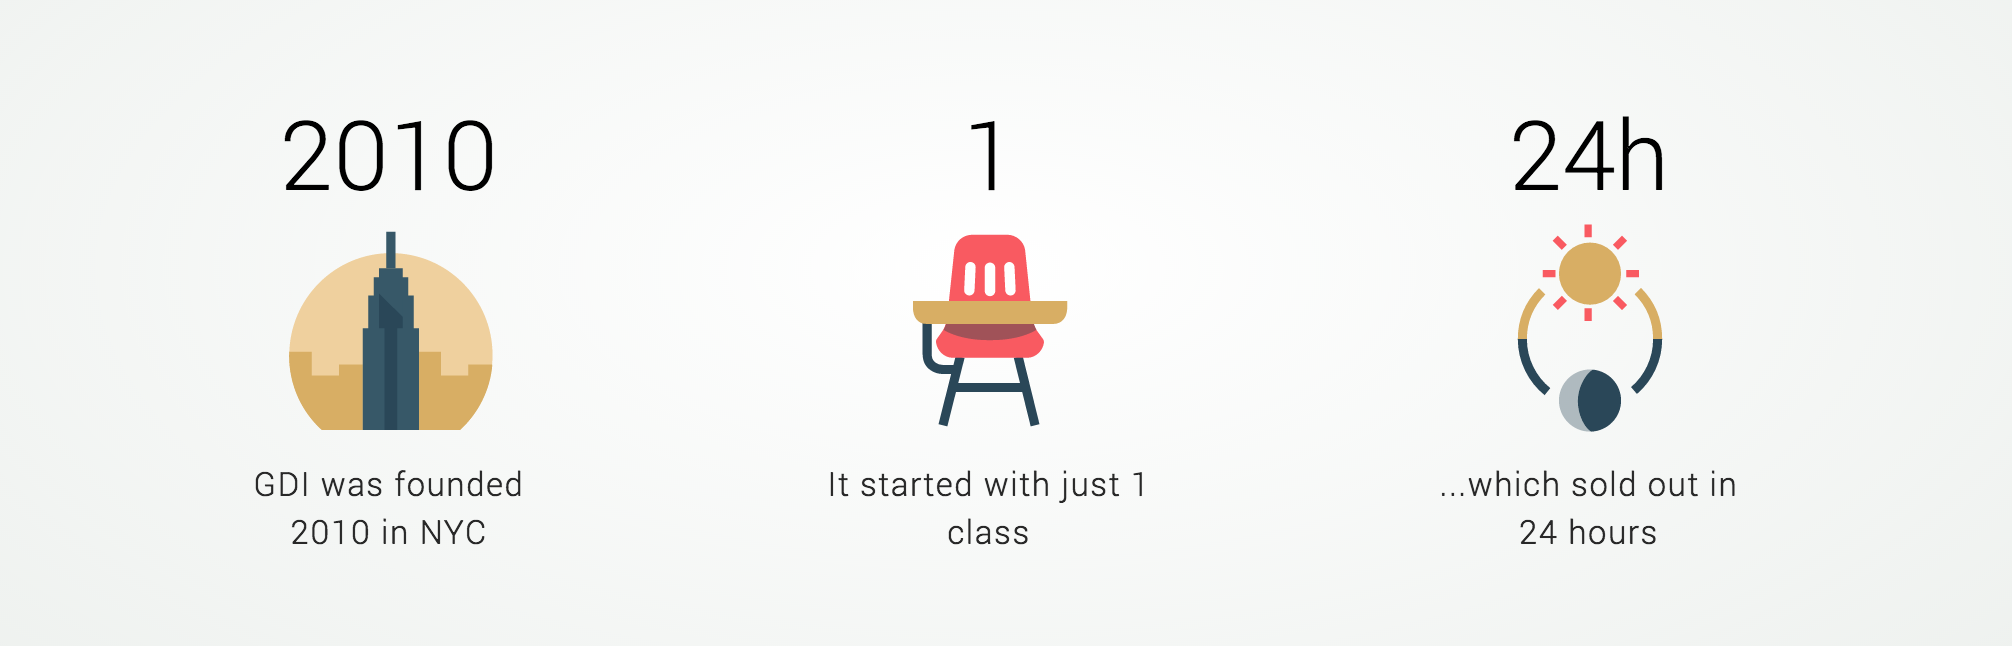 2010
GDI was founded
2010 in NYC
1
It started with just 1
class
24h
...which sold out in
24 hours